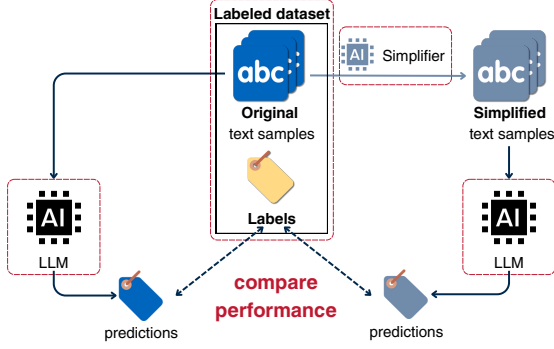 Labeled dataset
abc
Original
text samples
Labels
AI
Simplifier
abc
Simplified
text samples
AI
LLM
predictions
compare
performance
AI
LLM
predictions